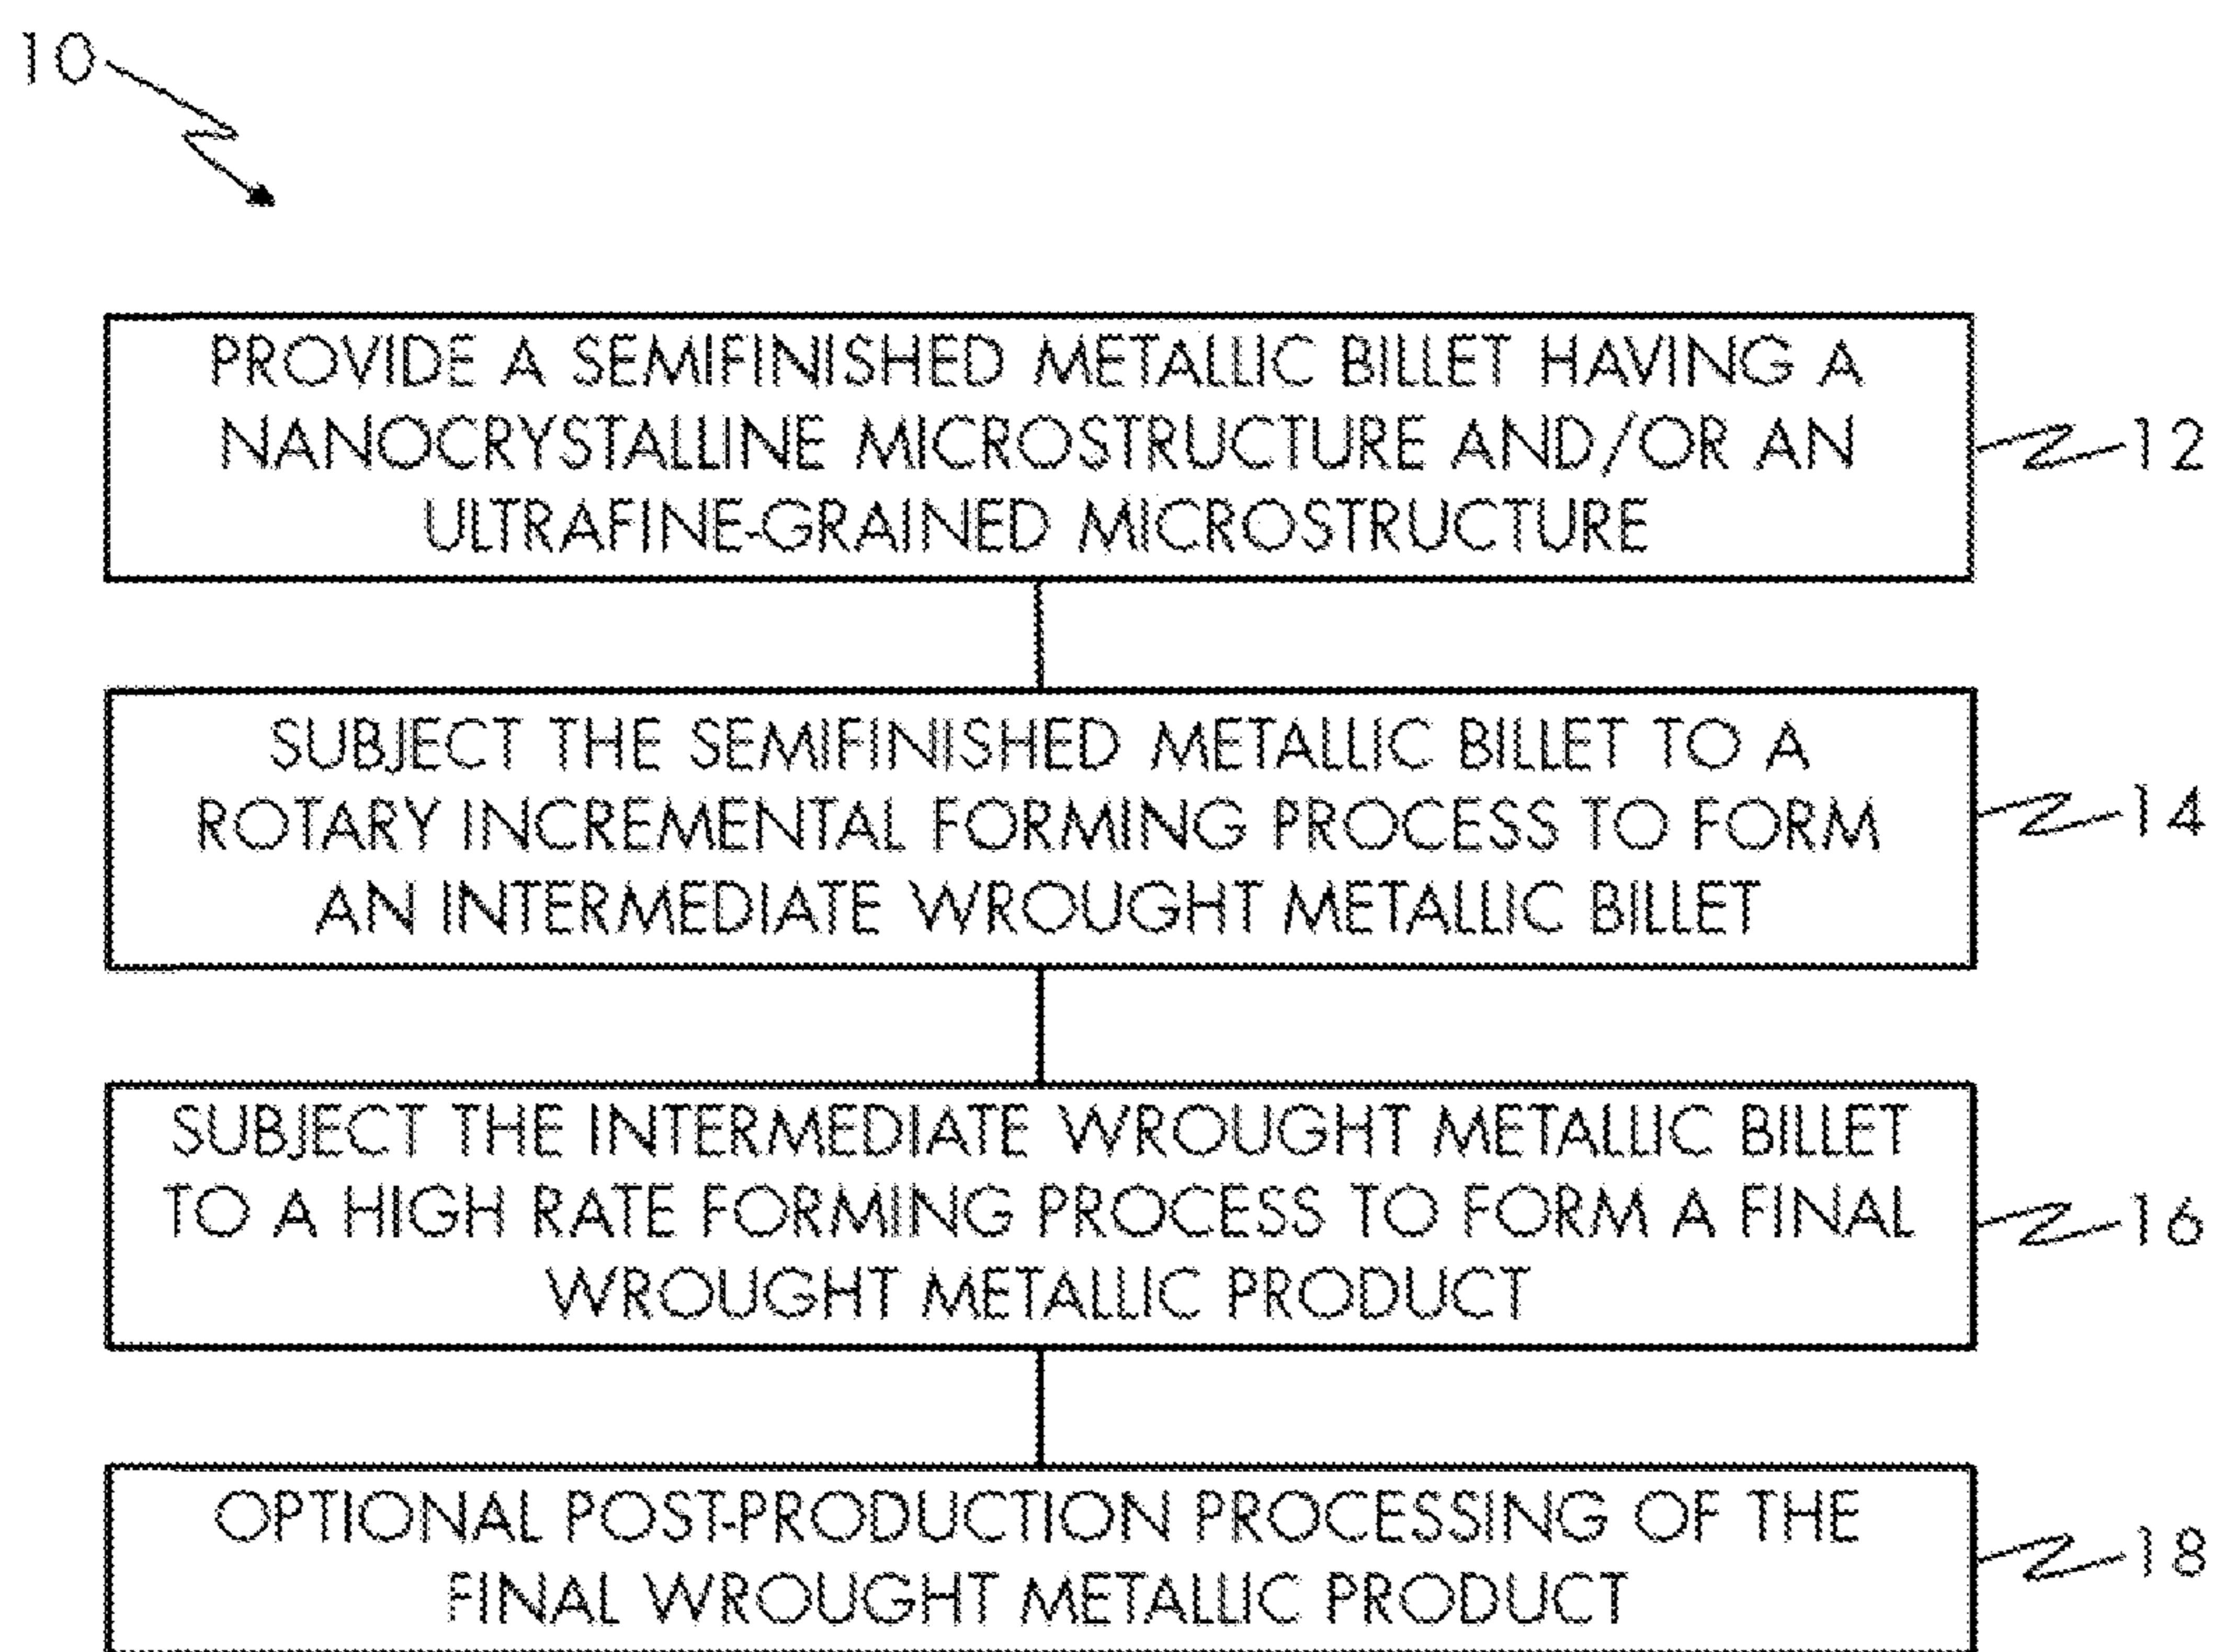 10
PROVIDE A SEMIFINISHED METALLIC BILLET HAVING A
NANOCRYSTALLINE MICROSTRUCTURE AND/OR AN
ULTRAFINE-GRAINED MICROSTRUCTURE
12
SUBJECT THE SEMIFINISHED METALLIC BILLET TO A
ROTARY INCREMENTAL FORMING PROCESS TO FORM
AN INTERMEDIATE WROUGHT METALLIC BILLET
14
SUBJECT THE INTERMEDIATE WROUGHT METALLIC BILLET
TO A HIGH RATE FORMING PROCESS TO FORM A FINAL
WROUGHT METALLIC PRODUCT
16
OPTIONAL POST-PRODUCTION PROCESSING OF THE
FINAL WROUGHT METALLIC PRODUCT
18